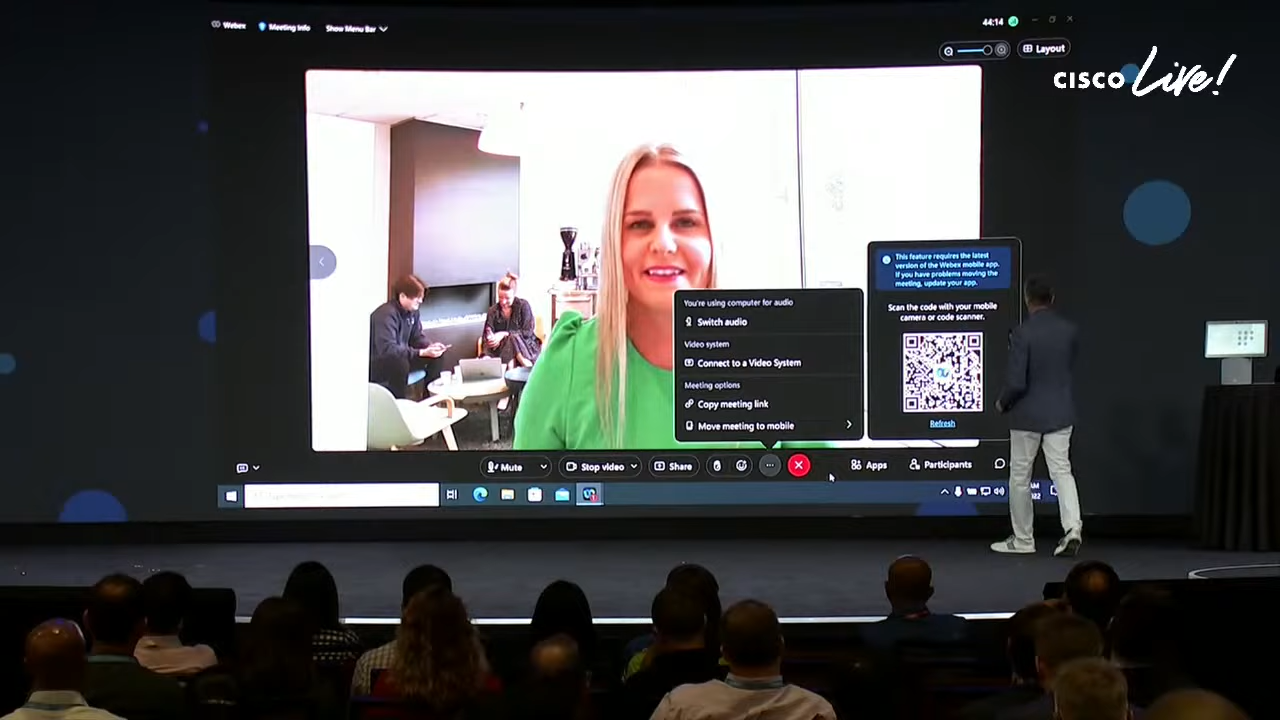 Webex
Meeting Info
Show Menu Bar
44:14
Layout
CISCO Live!
This feature requires the latest
version of the Webex mobile app.
If you have problems moving the
meeting, update your app.
Scan the code with your mobile
camera or code scanner.
Refresh
You're using computer for audio
Switch audio
Video system
Connect to a Video System
Meeting options
Copy meeting link
Move meeting to mobile
Mute
Stop video
Share
Apps
Participants